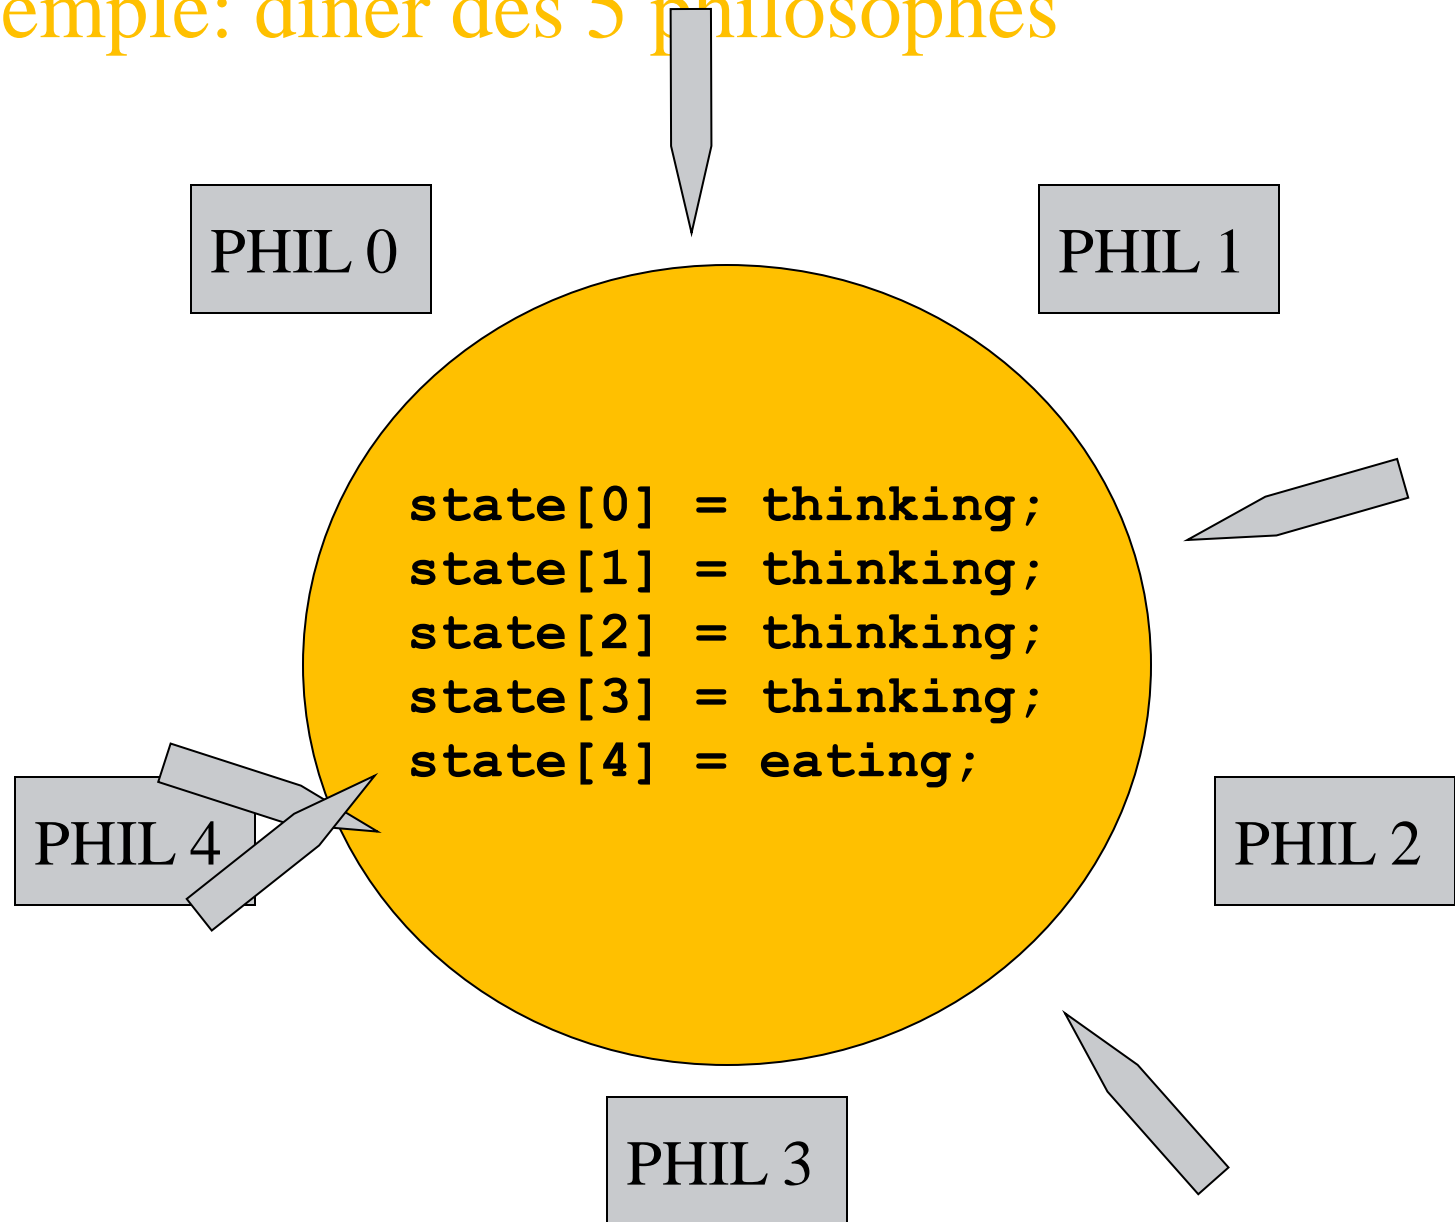 emple: diner des 5 philosophes
PHIL 0
PHIL 1
state[0] = thinking;
state[1] = thinking;
state[2] = thinking;
state[3] = thinking;
state[4] = eating;
PHIL 4
PHIL 2
PHIL 3